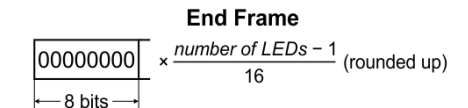 End Frame
00000000 × number of LEDs − 1 (rounded up)
16
8 bits